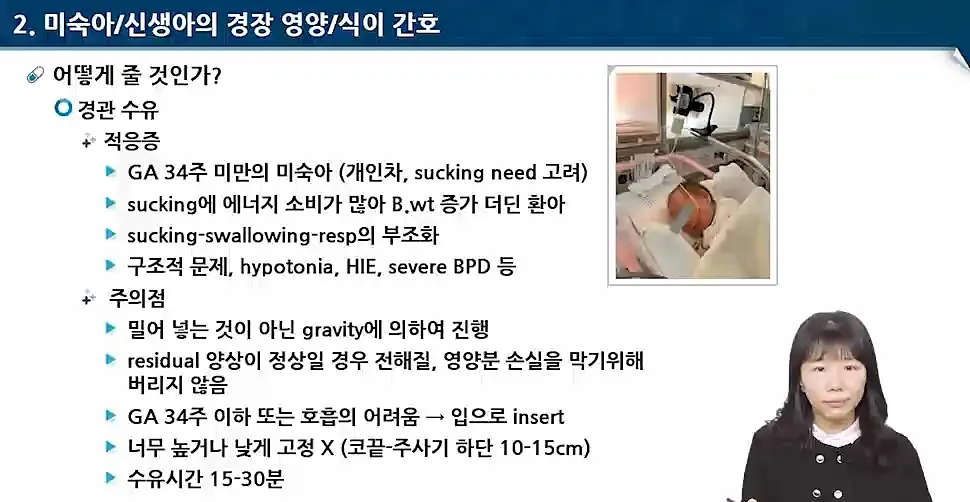 2. 미숙아/신생아의 경장 영양/식이 간호
어떻게 줄 것인가?
경관 수유
적응증
GA 34주 미만의 미숙아 (개인차, sucking need 고려)
sucking에 에너지 소비가 많아 B.wt 증가 더딘 환아
sucking-swallowing-resp의 부조화
구조적 문제, hypotonia, HIE, severe BPD 등
주의점
밀어 넣는 것이 아닌 gravity에 의하여 진행
residual 양상이 정상일 경우 전해질, 영양분 손실을 막기위해
버리지 않음
GA 34주 이하 또는 호흡의 어려움 → 입으로 insert
너무 높거나 낮게 고정 X (코끝-주사기 하단 10-15cm)
수유시간 15-30분